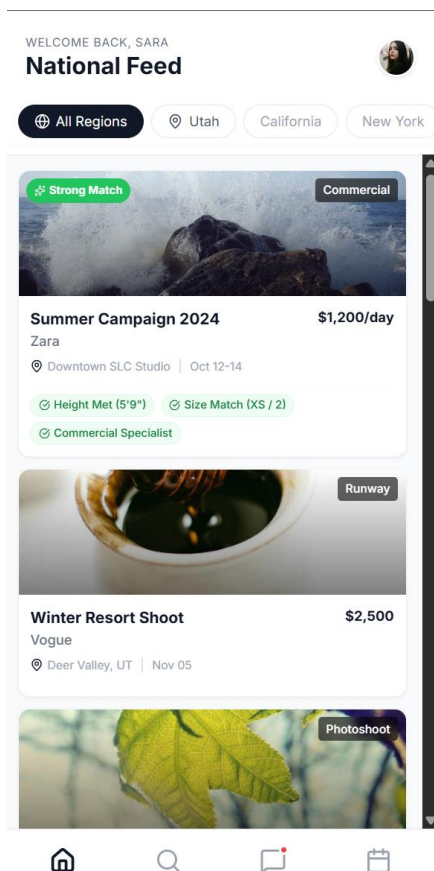 WELCOME BACK, SARA
National Feed
All Regions
Utah
California
New York
Strong Match
Commercial
Summer Campaign 2024
$1,200/day
Zara
Downtown SLC Studio | Oct 12-14
Height Met (5'9")
Size Match (XS / 2)
Commercial Specialist
Runway
Winter Resort Shoot
$2,500
Vogue
Deer Valley, UT | Nov 05
Photoshoot